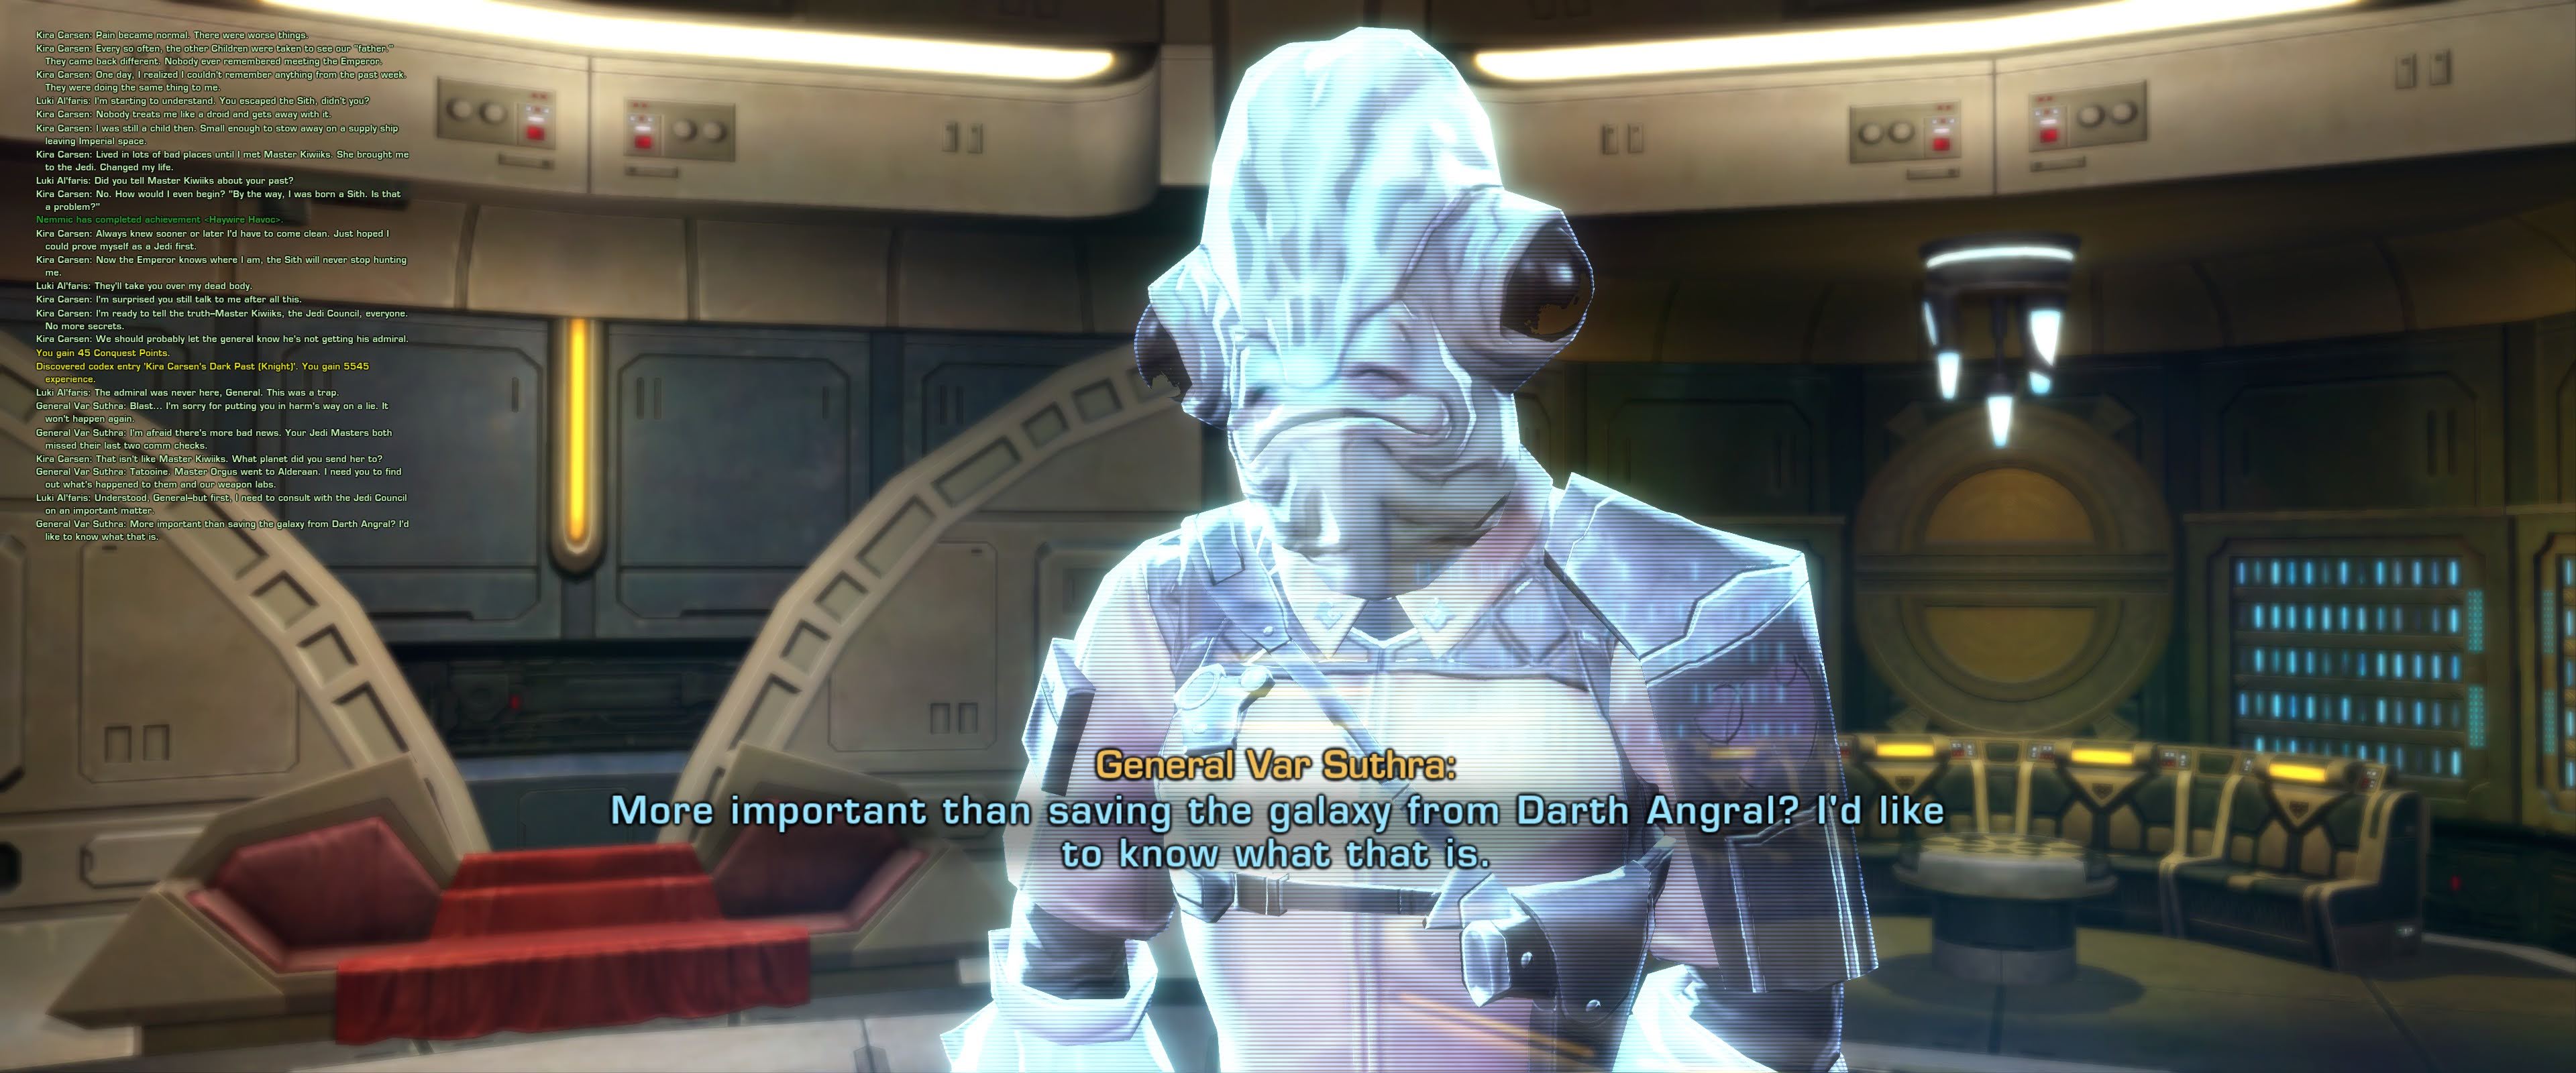 Kira Carsen: Pain became normal. There were worse things.
Kira Carsen: Every so often, the other Children were taken to see our "father."
They came back different. Nobody ever remembered meeting the Emperor.
Kira Carsen: One day, I realized I couldn't remember anything from the past week.
They were doing the same thing to me.
Luki Al'faris: I'm starting to understand. You escaped the Sith, didn't you?
Kira Carsen: Nobody treats me like a droid and gets away with it.
Kira Carsen: I was still a child then. Small enough to stow away on a supply ship
leaving Imperial space.
Kira Carsen: Lived in lots of bad places until I met Master Kiwiiks. She brought me
to the Jedi. Changed my life.
Luki Al'faris: Did you tell Master Kiwiiks about your past?
Kira Carsen: No. How would I even begin? "By the way, I was born a Sith. Is that
a problem?"
Nemmic has completed achievement <Haywire Havoc>.
Kira Carsen: Always knew sooner or later I'd have to come clean. Just hoped I
could prove myself as a Jedi first.
Kira Carsen: Now the Emperor knows where I am, the Sith will never stop hunting
me.
Luki Al'faris: They'll take you over my dead body.
Kira Carsen: I'm surprised you still talk to me after all this.
Kira Carsen: I'm ready to tell the truth–Master Kiwiiks, the Jedi Council, everyone.
No more secrets.
Kira Carsen: We should probably let the general know he's not getting his admiral.
You gain 45 Conquest Points.
Discovered codex entry 'Kira Carsen's Dark Past (Knight)'. You gain 5545
experience.
Luki Al'faris: The admiral was never here, General. This was a trap.
General Var Suthra: Blast... I'm sorry for putting you in harm's way on a lie. It
won't happen again.
General Var Suthra: I'm afraid there's more bad news. Your Jedi Masters both
missed their last two comm checks.
Kira Carsen: That isn't like Master Kiwiiks. What planet did you send her to?
General Var Suthra: Tatooine. Master Orgus went to Alderaan. I need you to find
out what's happened to them and our weapon labs.
Luki Al'faris: Understood, General–but first, I need to consult with the Jedi Council
on an important matter.
General Var Suthra: More important than saving the galaxy from Darth Angral? I'd
like to know what that is.
General Var Suthra:
More important than saving the galaxy from Darth Angral? I'd like
to know what that is.